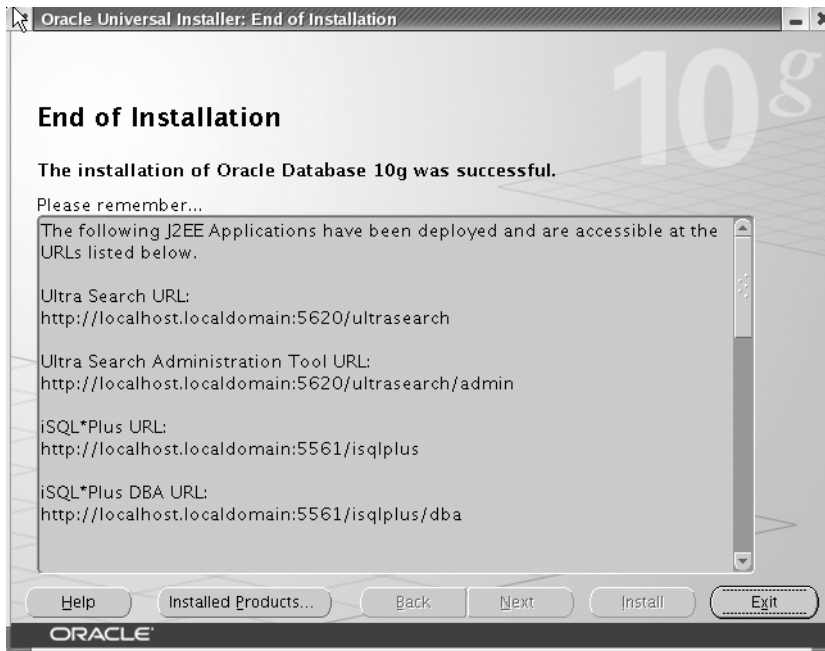 Oracle Universal Installer: End of Installation
10g
End of Installation
The installation of Oracle Database 10g was successful.
Please remember...
The following J2EE Applications have been deployed and are accessible at the
URLs listed below.
Ultra Search URL:
http://localhost.localdomain:5620/ultrasearch
Ultra Search Administration Tool URL:
http://localhost.localdomain:5620/ultrasearch/admin
iSQL*Plus URL:
http://localhost.localdomain:5561/isqlplus
iSQL*Plus DBA URL:
http://localhost.localdomain:5561/isqlplus/dba
Help Installed Products... Back Next Install Exit
ORACLE